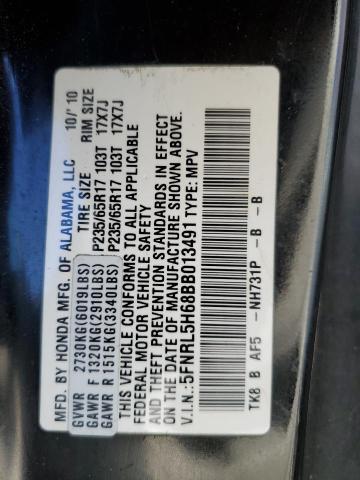 MFD. BY HONDA MFG. OF ALABAMA, LLC 10/'10
TIRE SIZE RIM SIZE
GVWR 2730KG(6019LBS)
GAWR F 1320KG(2910LBS) P235/65R17 103T 17X7J
GAWR R 1515KG(3340LBS) P235/65R17 103T 17X7J
THIS VEHICLE CONFORMS TO ALL APPLICABLE
FEDERAL MOTOR VEHICLE SAFETY
AND THEFT PREVENTION STANDARDS IN EFFECT
ON THE DATE OF MANUFACTURE SHOWN ABOVE.
V.I.N.:5FNRL5H68BB013491 TYPE: MPV
TK8 B AF5 -NH731P -B -B